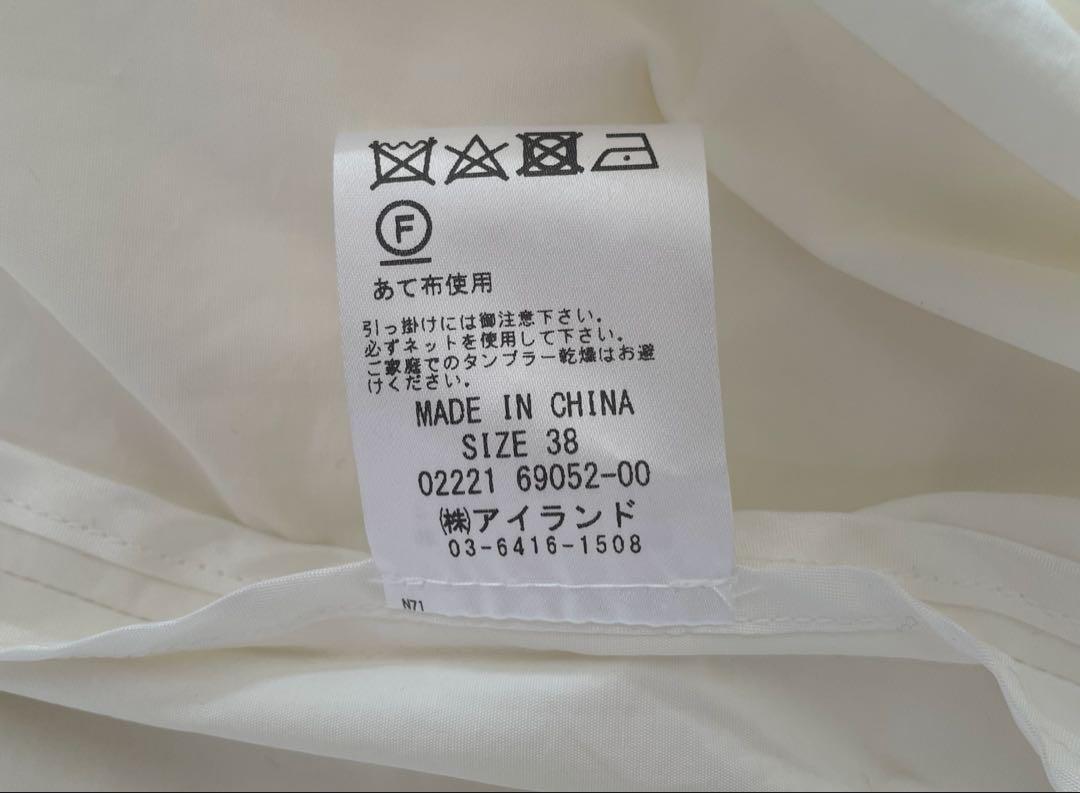 F
あて布使用
引っ掛けには御注意下さい。
必ずネットを使用して下さい。
ご家庭でのタンブラー乾燥はお避
けください。
MADE IN CHINA
SIZE 38
02221 69052-00
㈱アイランド
03-6416-1508
N71